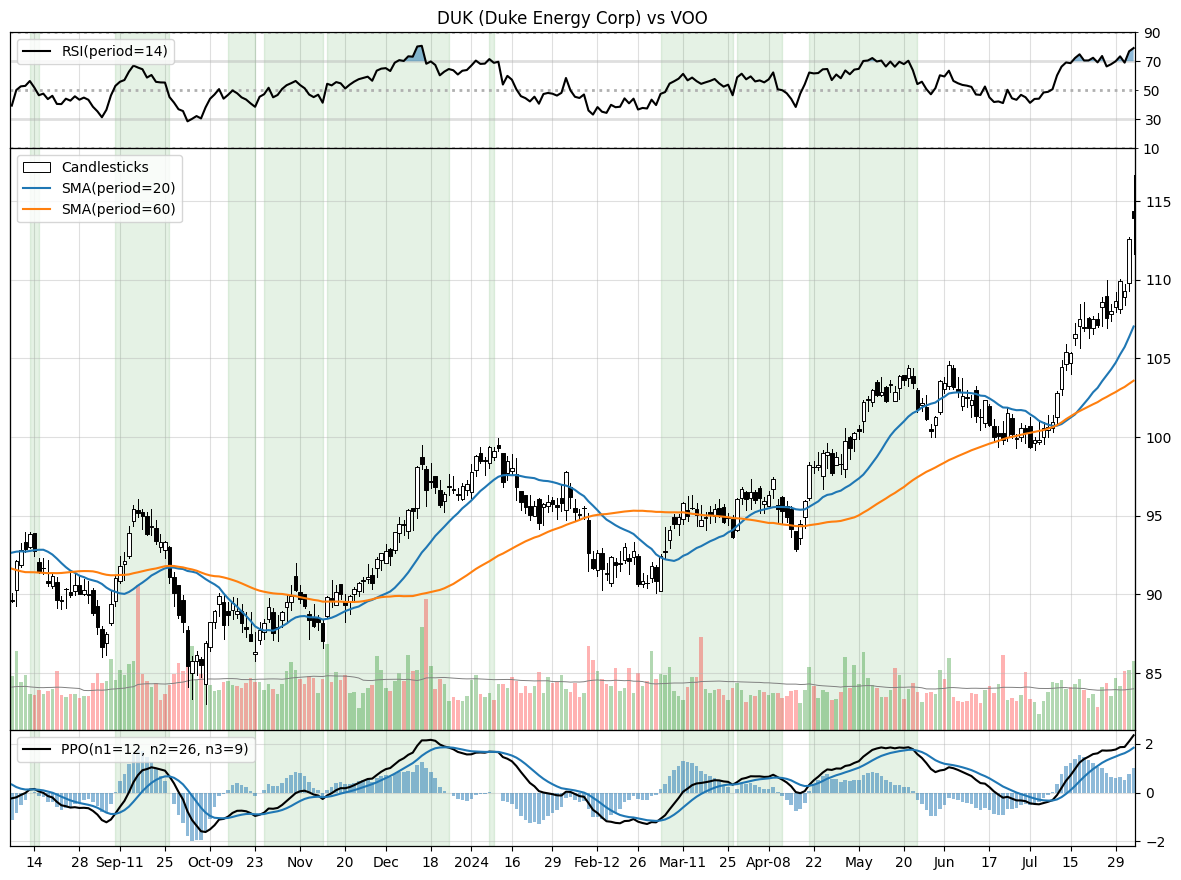 DUK (Duke Energy Corp) vs VOO
RSI(period=14)
90
70
50
30
10
Candlesticks
SMA(period=20)
SMA(period=60)
115
110
105
100
95
90
85
PPO(n1=12, n2=26, n3=9)
2
0
−2
14 28 Sep-11 25 Oct-09 23 Nov 20 Dec 18 2024 16 29 Feb-12 26 Mar-11 25 Apr-08 22 May 20 Jun 17 Jul 15 29